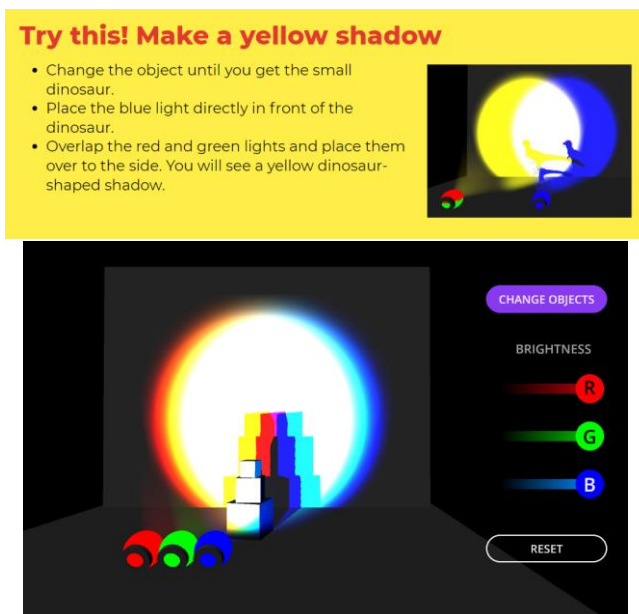 Try this! Make a yellow shadow
• Change the object until you get the small
dinosaur.
• Place the blue light directly in front of the
dinosaur.
• Overlap the red and green lights and place them
over to the side. You will see a yellow dinosaur-
shaped shadow.
CHANGE OBJECTS
BRIGHTNESS
R
G
B
RESET